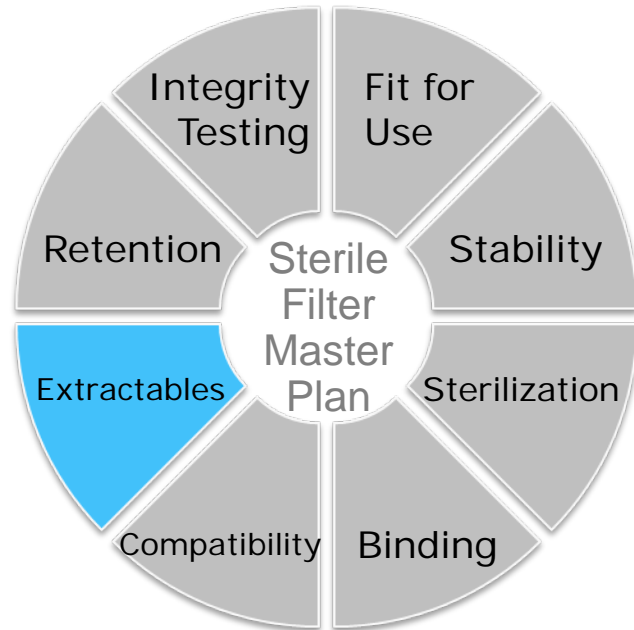 Integrity
Testing
Fit for
Use
Retention
Sterile
Filter
Master
Plan
Stability
Extractables
Sterilization
Compatibility
Binding